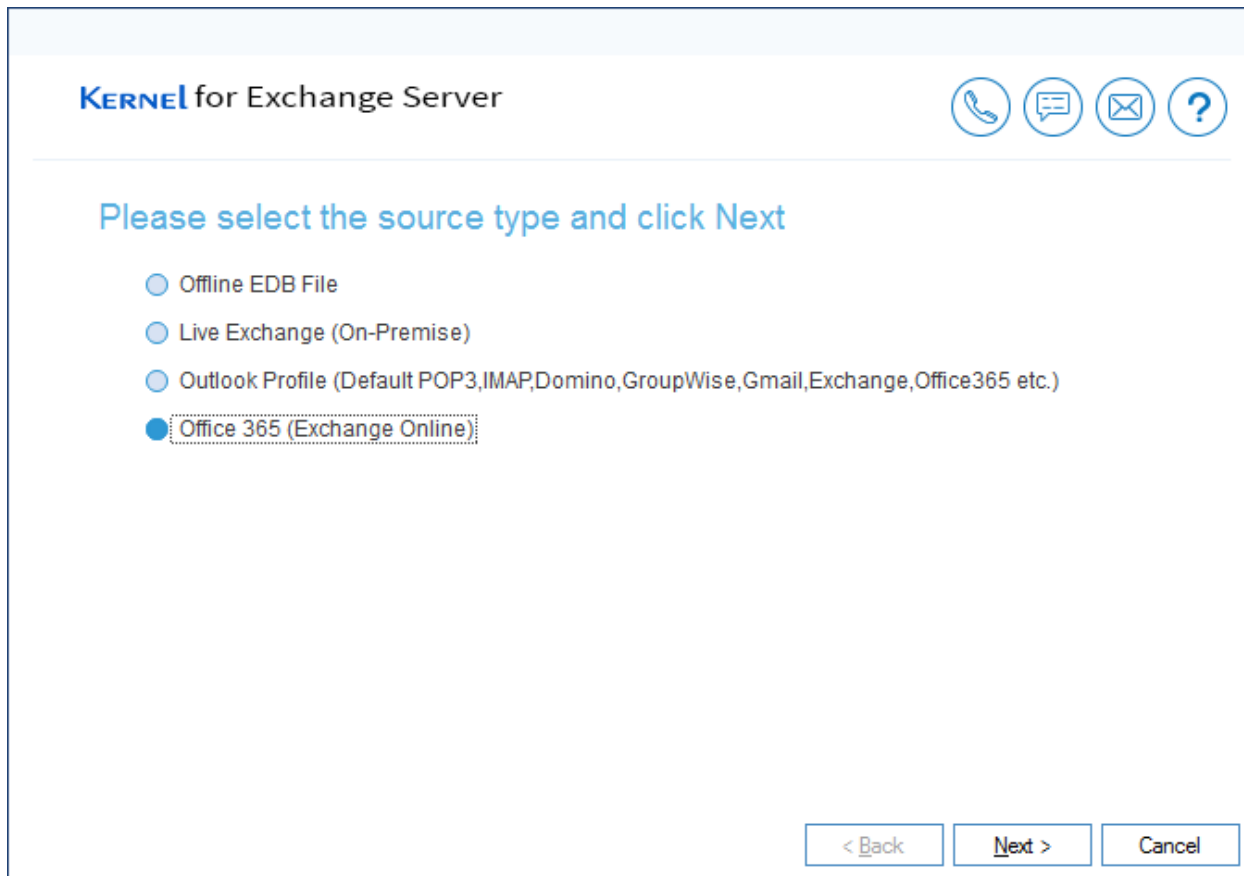 KERNEL for Exchange Server
?
Please select the source type and click Next
Offline EDB File
Live Exchange (On-Premise)
Outlook Profile (Default POP3,IMAP,Domino,GroupWise,Gmail,Exchange,Office365 etc.)
Office 365 (Exchange Online)
< Back Next > Cancel